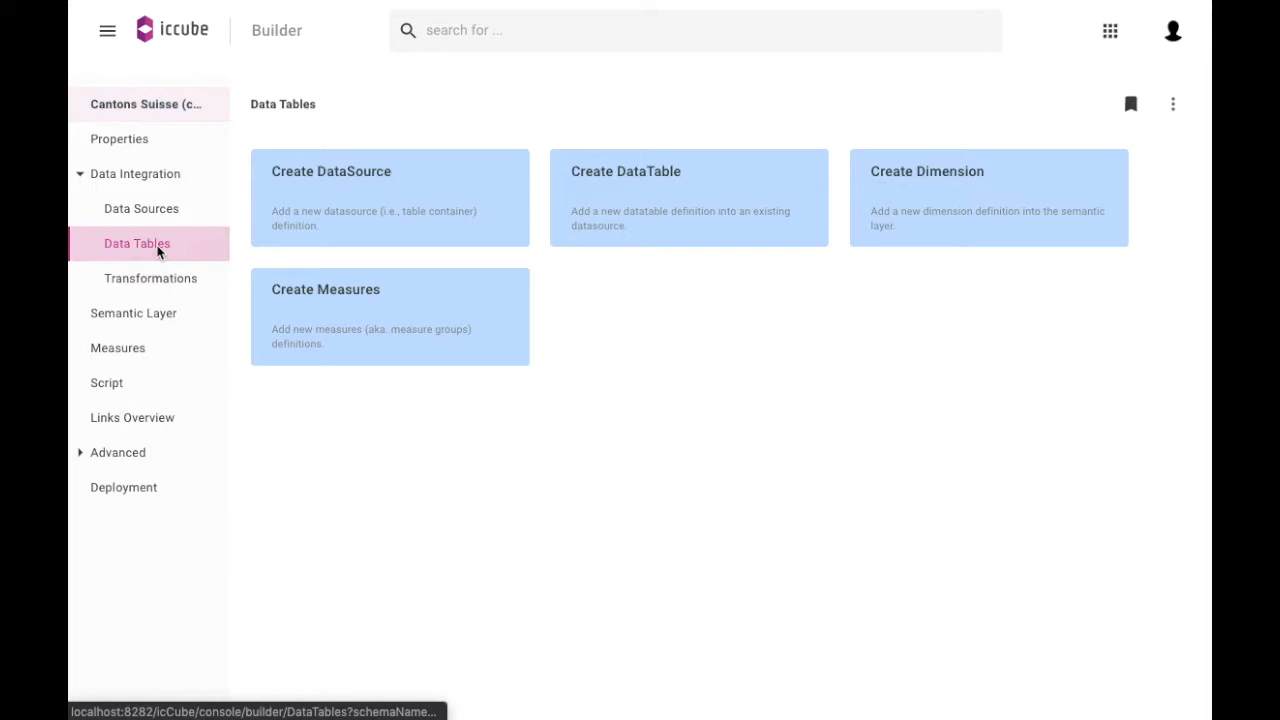 iccube
Builder
search for ...
Cantons Suisse (c...
Properties
Data Integration
Data Sources
Data Tables
Transformations
Semantic Layer
Measures
Script
Links Overview
Advanced
Deployment
Data Tables
Create DataSource
Add a new datasource (i.e., table container)
definition.
Create DataTable
Add a new datatable definition into an existing
datasource.
Create Dimension
Add a new dimension definition into the semantic
layer.
Create Measures
Add new measures (aka. measure groups)
definitions.
localhost:8282/icCube/console/builder/DataTables?schemaName...